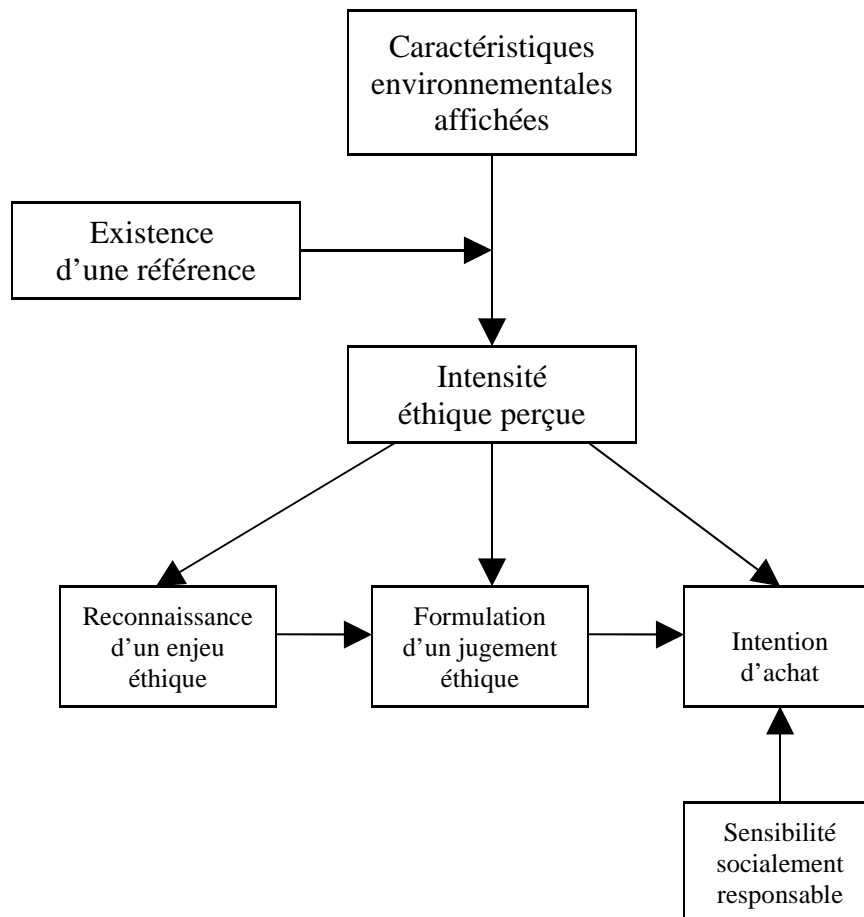 Caractéristiques
environnementales
affichées
Existence
d’une référence
Intensité
éthique perçue
Reconnaissance
d’un enjeu
éthique
Formulation
d’un jugement
éthique
Intention
d’achat
Sensibilité
socialement
responsable